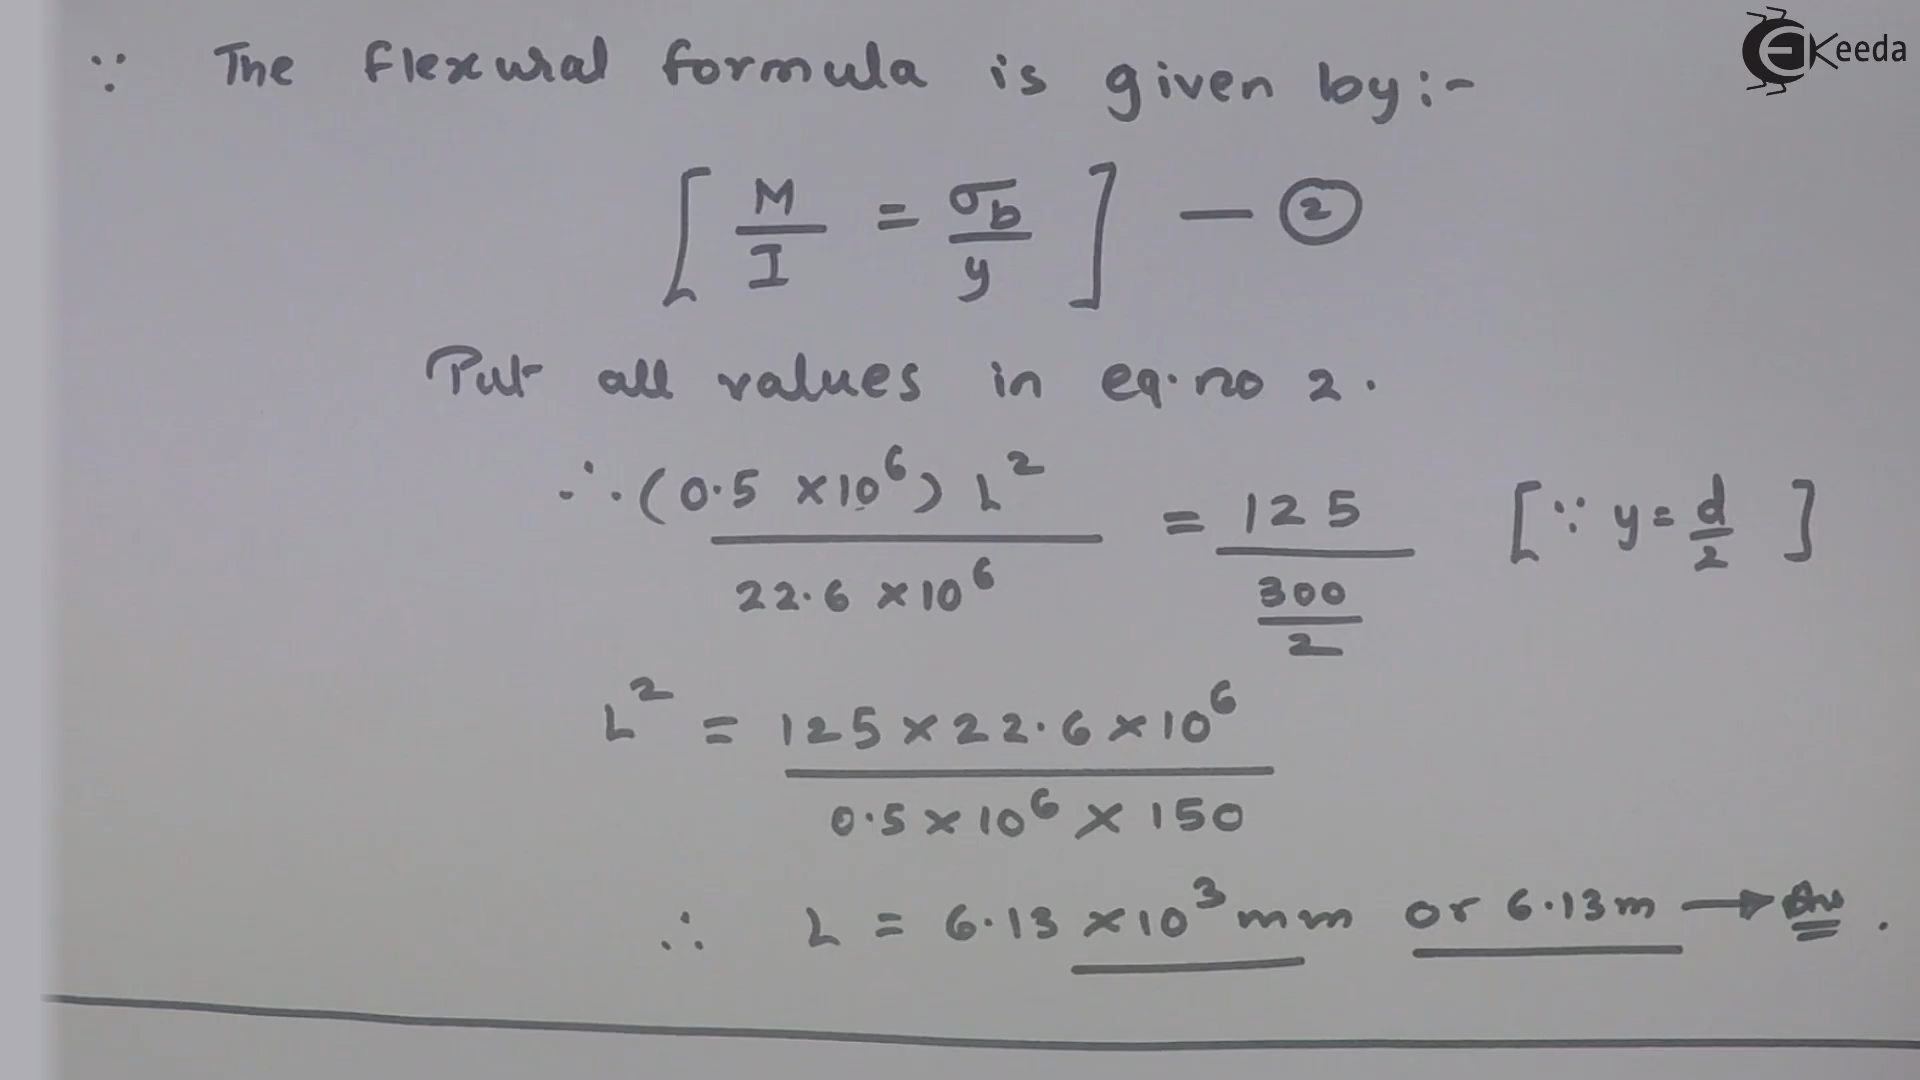 ∵ The flexural formula is given by:-
EKeeda
[ M/I = σb/y ] — ②
Put all values in eq. no 2.
∴ (0.5 ×10⁶) L² / 22.6 ×10⁶ = 125 / (300/2) [∵ y = d/2 ]
L² = 125 × 22.6 × 10⁶ / 0.5 × 10⁶ × 150
∴ L = 6.13 ×10³ mm or 6.13 m → Ans.